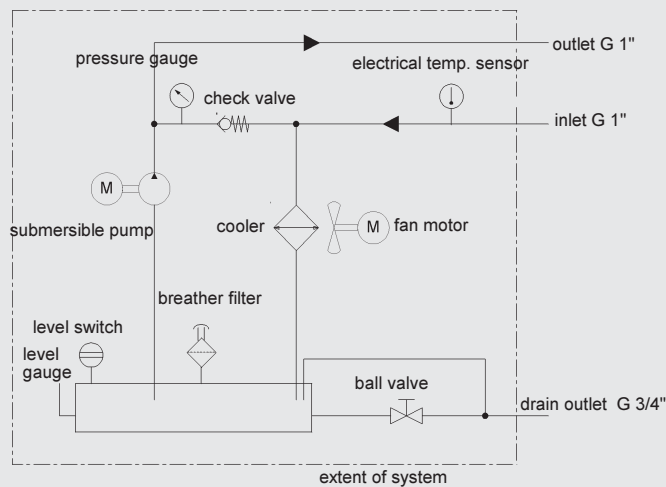 outlet G 1"
pressure gauge
electrical temp. sensor
check valve
inlet G 1"
M
submersible pump
cooler
M
fan motor
breather filter
level switch
level
gauge
ball valve
drain outlet G 3/4"
extent of system